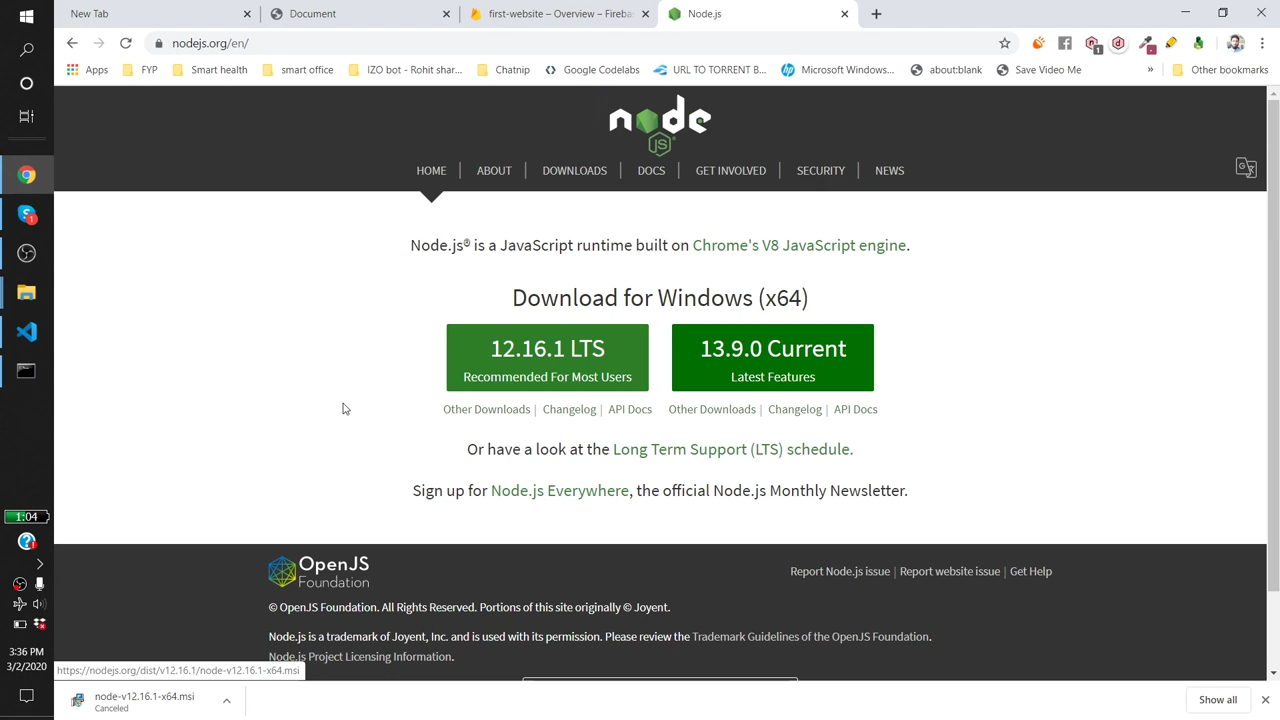 New Tab
Document
first-website – Overview – Fireba
Node.js
nodejs.org/en/
Apps
FYP
Smart health
smart office
IZO bot - Rohit shar...
Chatnip
Google Codelabs
URL TO TORRENT B...
Microsoft Windows...
about:blank
Save Video Me
»
Other bookmarks
node
JS
HOME
ABOUT
DOWNLOADS
DOCS
GET INVOLVED
SECURITY
NEWS
Node.js® is a JavaScript runtime built on Chrome's V8 JavaScript engine.
Download for Windows (x64)
12.16.1 LTS
Recommended For Most Users
13.9.0 Current
Latest Features
Other Downloads | Changelog | API Docs
Other Downloads | Changelog | API Docs
Or have a look at the Long Term Support (LTS) schedule.
Sign up for Node.js Everywhere, the official Node.js Monthly Newsletter.
OpenJS
Foundation
Report Node.js issue | Report website issue | Get Help
© OpenJS Foundation. All Rights Reserved. Portions of this site originally © Joyent.
Node.js is a trademark of Joyent, Inc. and is used with its permission. Please review the Trademark Guidelines of the OpenJS Foundation.
Node.js Project Licensing Information.
https://nodejs.org/dist/v12.16.1/node-v12.16.1-x64.msi
node-v12.16.1-x64.msi
Canceled
Show all
1:04
3:36 PM
3/2/2020